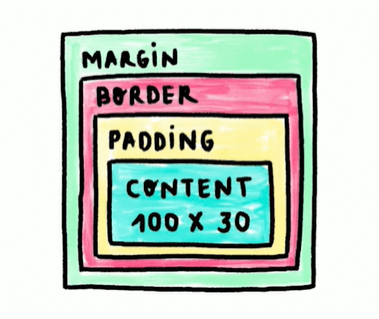 MARGiN
BORDER
PADDiNG
CONTENT
100 X 30